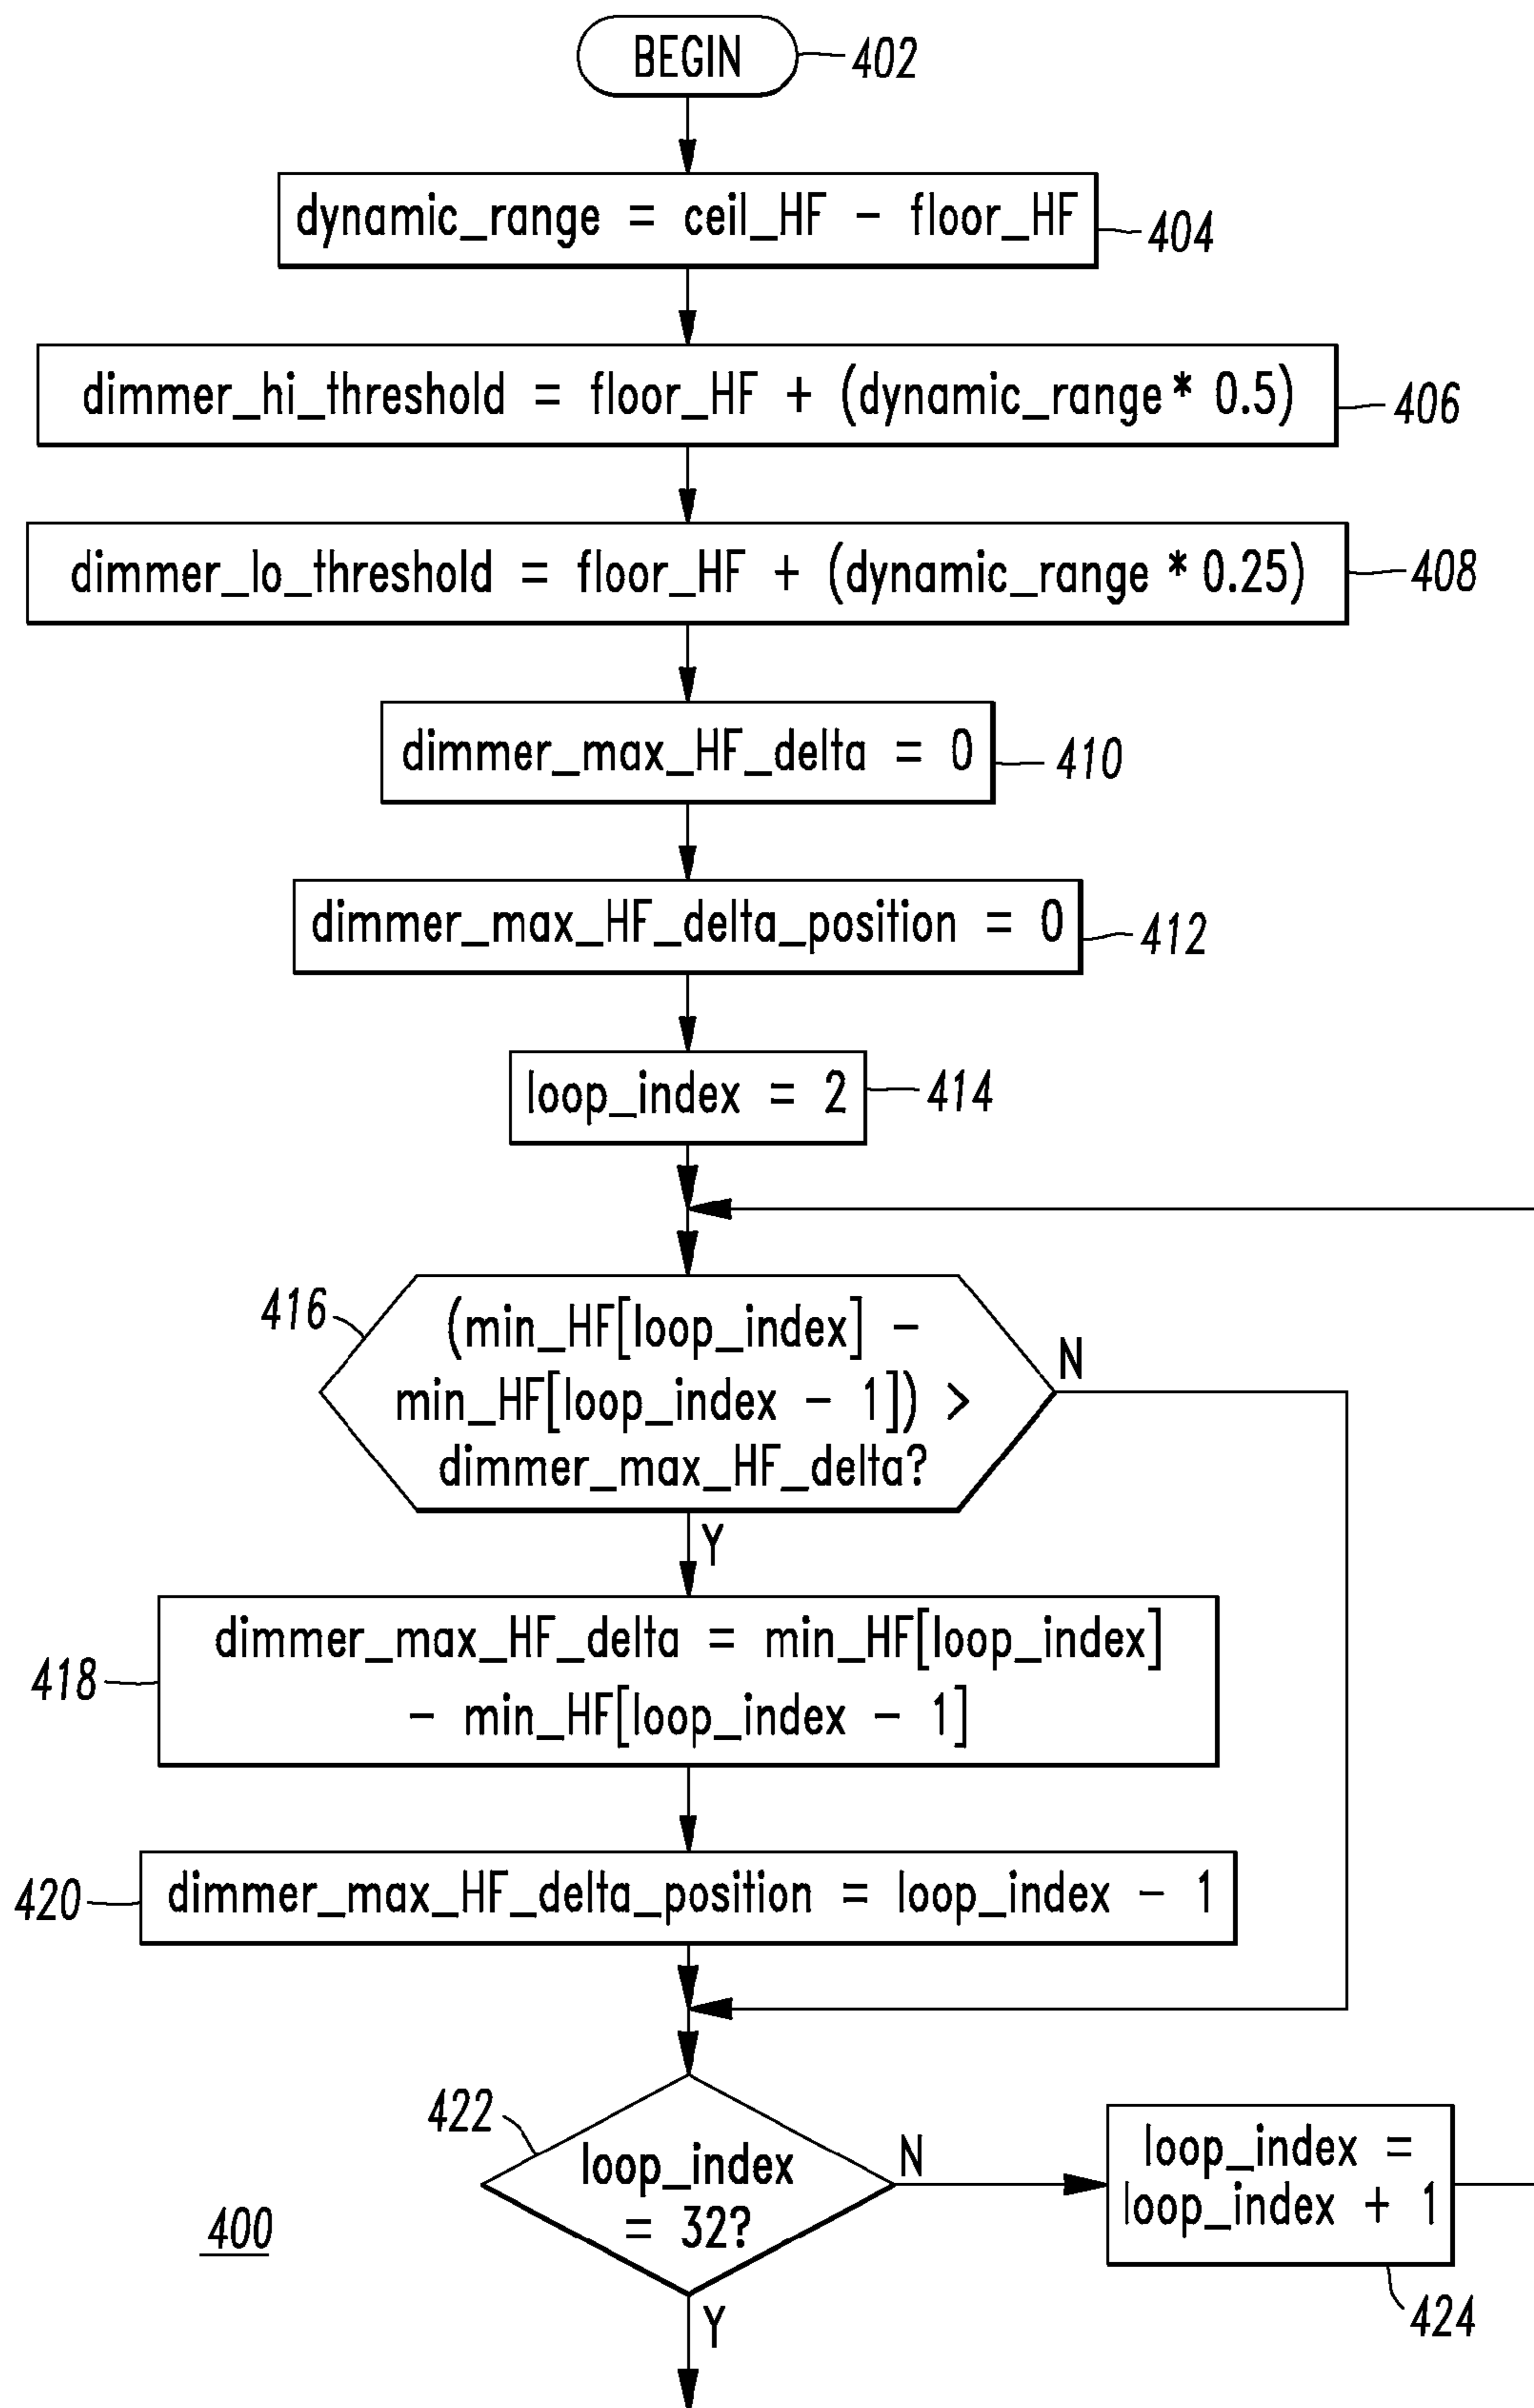 BEGIN
402
dynamic_range = ceil_HF - floor_HF
404
dimmer_hi_threshold = floor_HF + (dynamic_range * 0.5)
406
dimmer_lo_threshold = floor_HF + (dynamic_range * 0.25)
408
dimmer_max_HF_delta = 0
410
dimmer_max_HF_delta_position = 0
412
loop_index = 2
414
416
(min_HF[loop_index] -
min_HF[loop_index - 1]) >
dimmer_max_HF_delta?
N
Y
418
dimmer_max_HF_delta = min_HF[loop_index]
- min_HF[loop_index - 1]
420
dimmer_max_HF_delta_position = loop_index - 1
422
loop_index
= 32?
N
loop_index =
loop_index + 1
424
400
Y